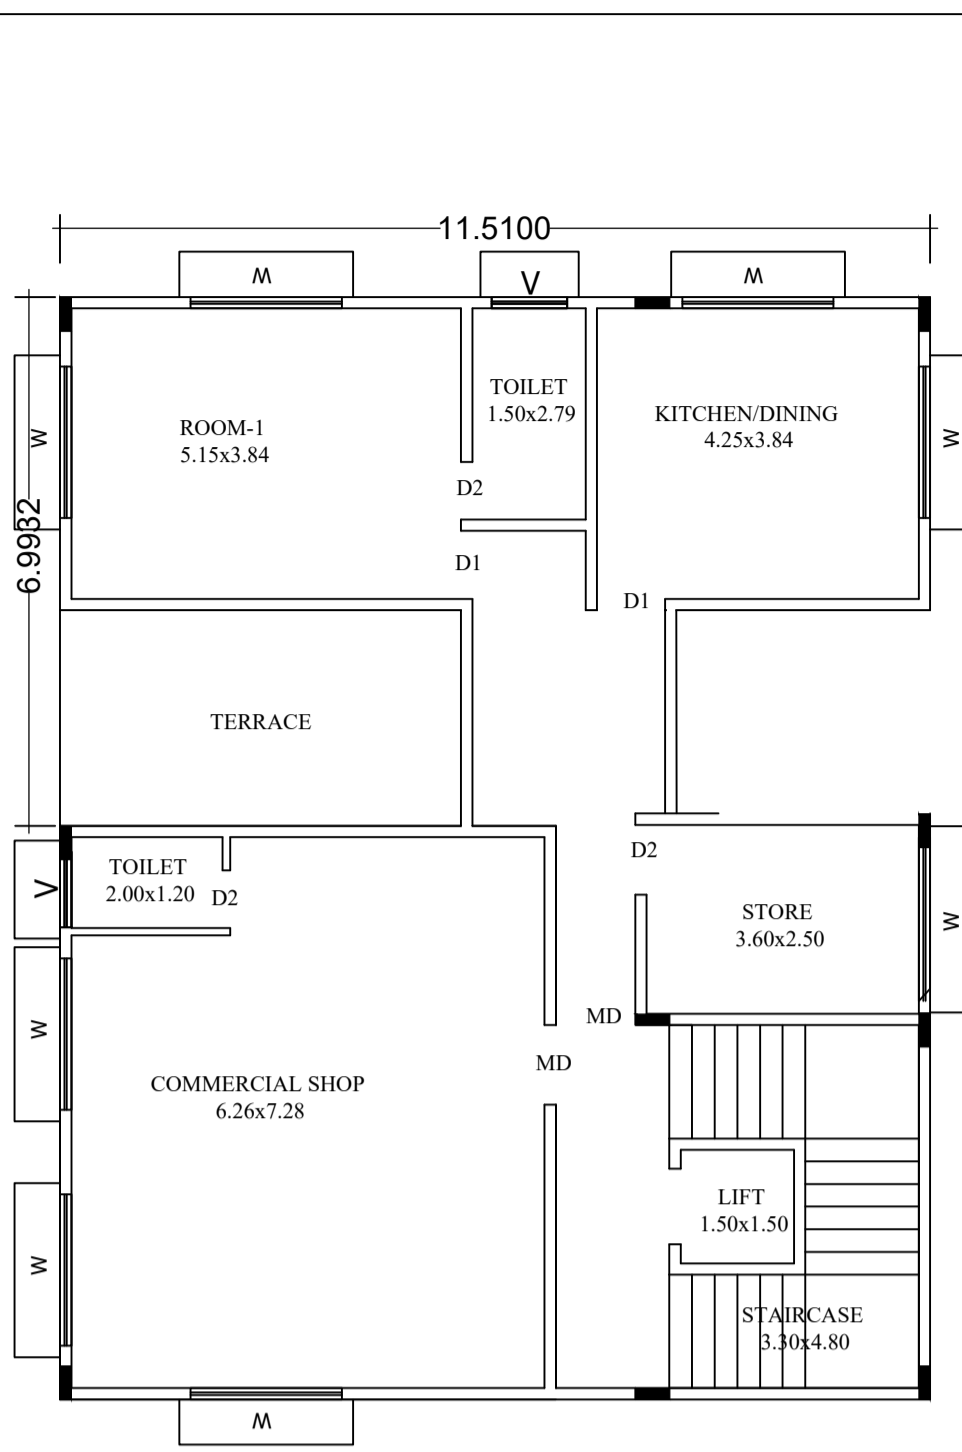 11.5100
W
V
W
W
TOILET
1.50x2.79
KITCHEN/DINING
4.25x3.84
ROOM-1
5.15x3.84
W
D2
6.9932
D1
D1
TERRACE
D2
TOILET
2.00x1.20
V
D2
STORE
3.60x2.50
W
MD
W
MD
COMMERCIAL SHOP
6.26x7.28
LIFT
1.50x1.50
W
STAIRCASE
3.30x4.80
W